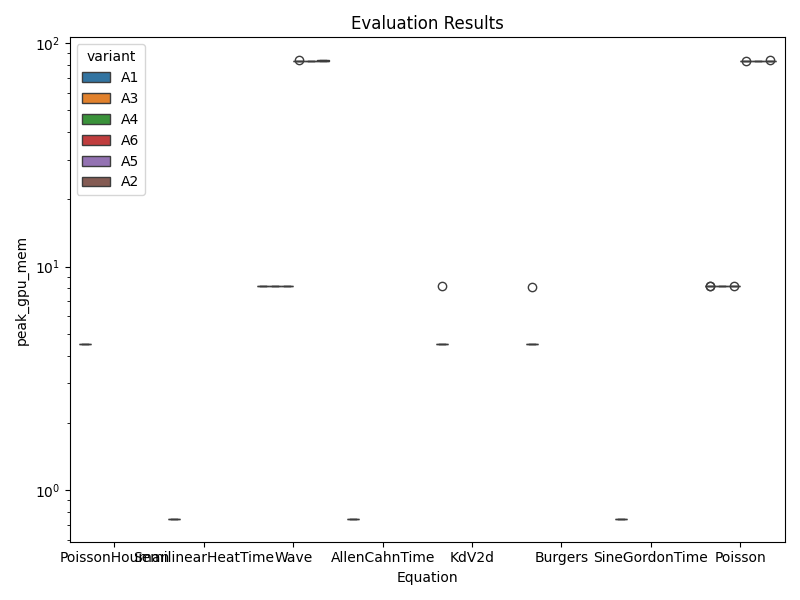 Evaluation Results
variant
A1
A3
A4
A6
A5
A2
10²
10¹
10⁰
peak_gpu_mem
PoissonHouman SemilinearHeatTime Wave AllenCahnTime KdV2d Burgers SineGordonTime Poisson
Equation